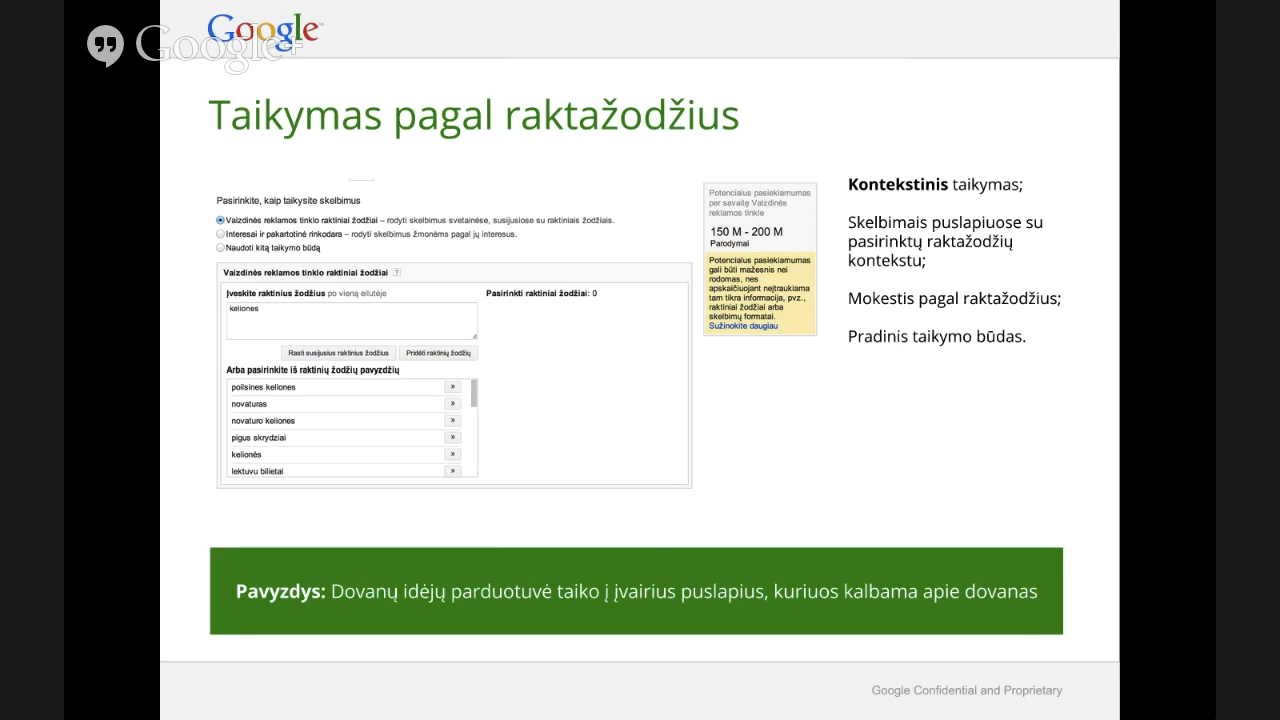 Google
Google+
Taikymas pagal raktažodžius
Pasirinkite, kaip taikysite skelbimus
Vaizdinės reklamos tinklo raktiniai žodžiai – rodyti skelbimus svetainėse, susijusiose su raktiniais žodžiais.
Interesai ir pakartotinė rinkodara – rodyti skelbimus žmonėms pagal jų interesus.
Naudoti kitą taikymo būdą
Vaizdinės reklamos tinklo raktiniai žodžiai ?
Įveskite raktinius žodžius po vieną eilutėje
keliones
Rasti susijusius raktinius žodžius
Pridėti raktinių žodžių
Arba pasirinkite iš raktinių žodžių pavyzdžių
poilsines keliones »
novaturas »
novaturo keliones »
pigus skrydziai »
kelionės »
lektuvu bilietai »
Pasirinkti raktiniai žodžiai: 0
Potencialus pasiekiamumas
per savaitę Vaizdinės
reklamos tinkle
150 M - 200 M
Parodymai
Potencialus pasiekiamumas
gali būti mažesnis nei
rodomas, nes
apskaičiuojant neįtraukiama
tam tikra informacija, pvz.,
raktiniai žodžiai arba
skelbimų formatai.
Sužinokite daugiau
Kontekstinis taikymas;
Skelbimais puslapiuose su
pasirinktų raktažodžių
kontekstu;
Mokestis pagal raktažodžius;
Pradinis taikymo būdas.
Pavyzdys: Dovanų idėjų parduotuvė taiko į įvairius puslapius, kuriuos kalbama apie dovanas
Google Confidential and Proprietary